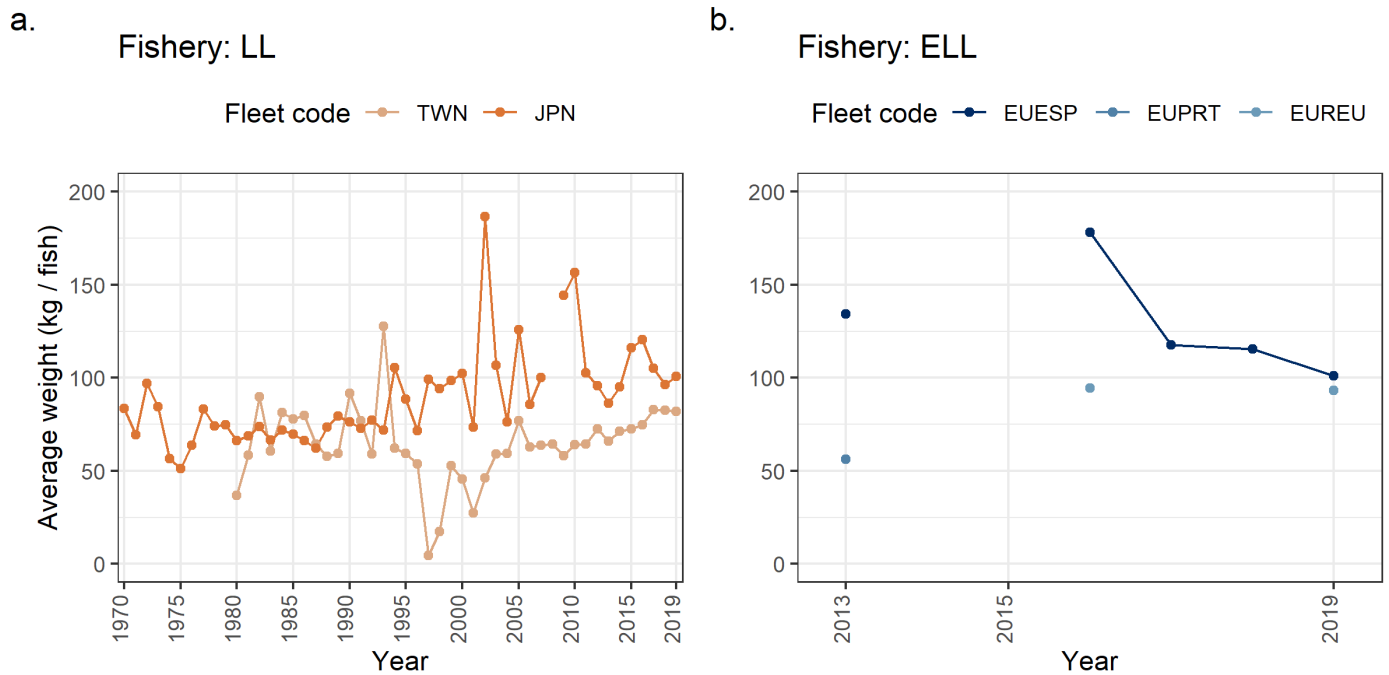 a.
Fishery: LL
Fleet code TWN JPN
Average weight (kg / fish)
200
150
100
50
0
1970 1975 1980 1985 1990 1995 2000 2005 2010 2015 2019
Year
b.
Fishery: ELL
Fleet code EUESP EUPRT EUREU
200
150
100
50
0
2013 2015 2019
Year